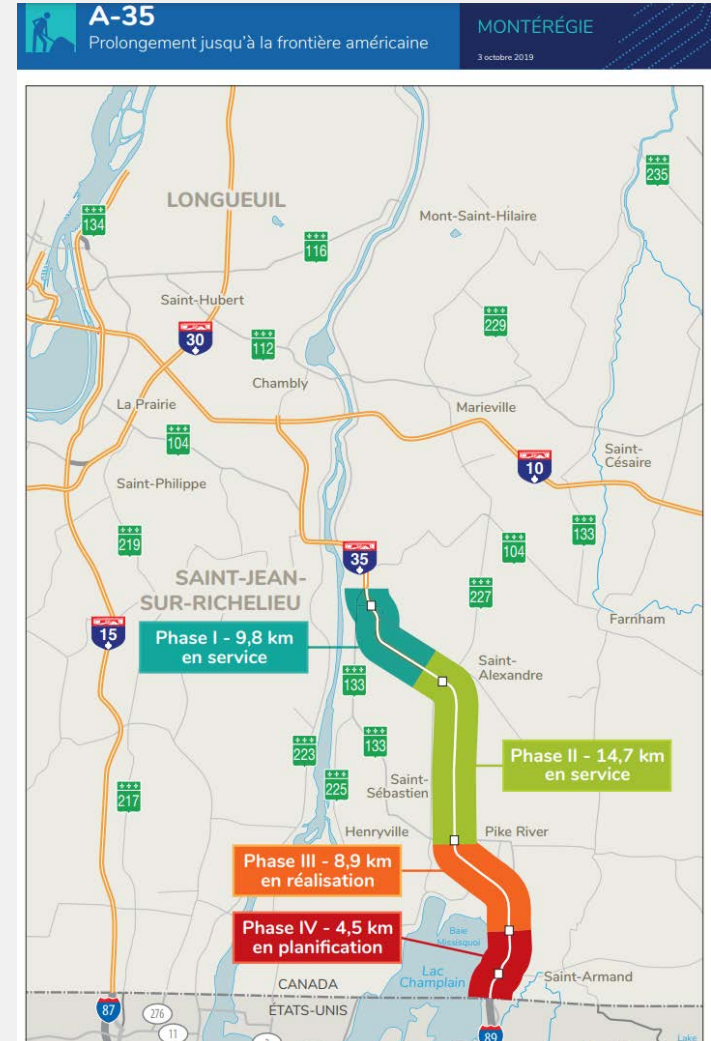 A-35
Prolongement jusqu'à la frontière américaine
MONTÉRÉGIE
3 octobre 2019
235
LONGUEUIL
134
Mont-Saint-Hilaire
116
Saint-Hubert
30
229
112
Chambly
La Prairie
Marieville
104
Saint-
Césaire
10
Saint-Philippe
133
219
104
35
SAINT-JEAN-
SUR-RICHELIEU
227
15
Farnham
Phase I - 9,8 km
en service
Saint-
Alexandre
133
133
223
Phase II - 14,7 km
en service
225
217
Saint-
Sébastien
Henryville
Pike River
Phase III - 8,9 km
en réalisation
Phase IV - 4,5 km
en planification
Baie
Missisquoi
Lac
Champlain
Saint-Armand
CANADA
ÉTATS-UNIS
87
276
11
89
Lake